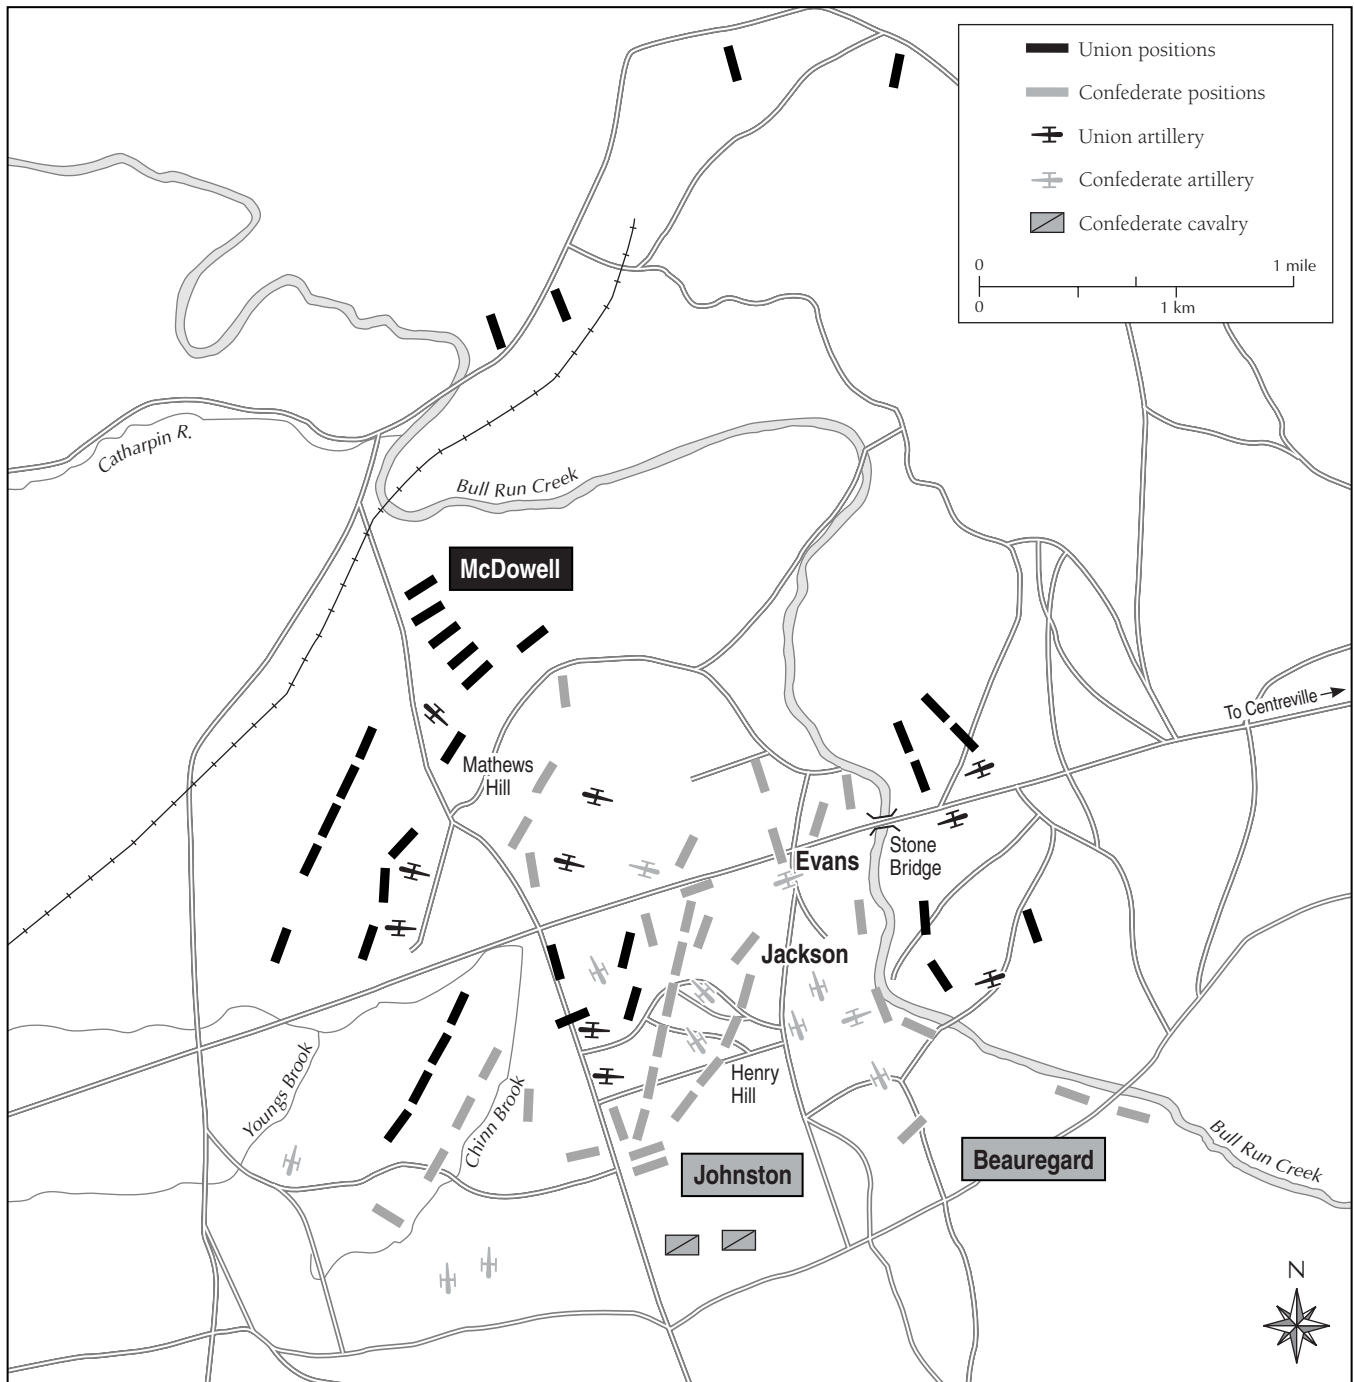 Union positions
Confederate positions
Union artillery
Confederate artillery
Confederate cavalry
0 1 mile
0 1 km
Catharpin R.
Bull Run Creek
McDowell
To Centreville
Mathews
Hill
Evans
Stone
Bridge
Jackson
Youngs Brook
Chinn Brook
Henry
Hill
Johnston
Beauregard
Bull Run Creek
N